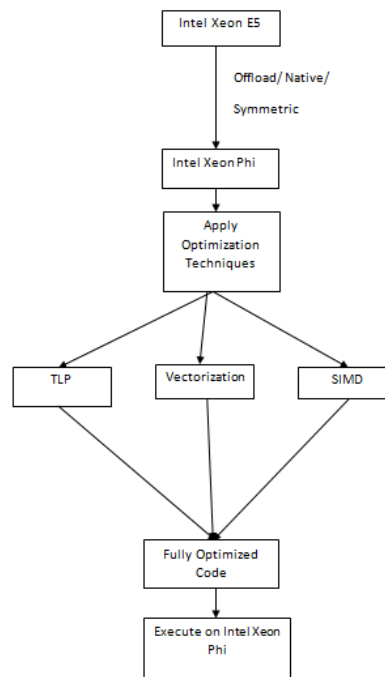 Intel Xeon E5
Offload/ Native/
Symmetric
Intel Xeon Phi
Apply
Optimization
Techniques
TLP
Vectorization
SIMD
Fully Optimized
Code
Execute on Intel Xeon
Phi